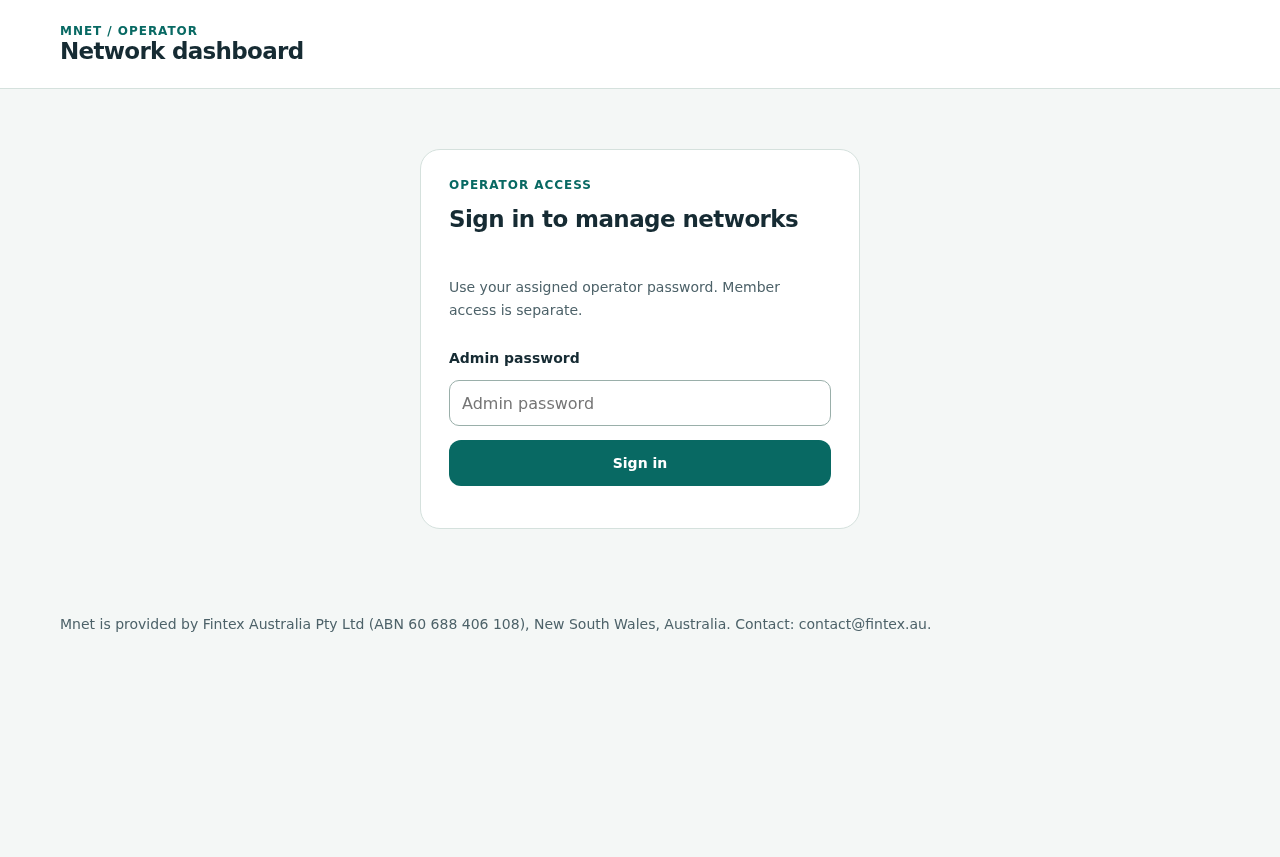 MNET / OPERATOR
Network dashboard
OPERATOR ACCESS
Sign in to manage networks
Use your assigned operator password. Member
access is separate.
Admin password
Admin password
Sign in
Mnet is provided by Fintex Australia Pty Ltd (ABN 60 688 406 108), New South Wales, Australia. Contact: contact@fintex.au.